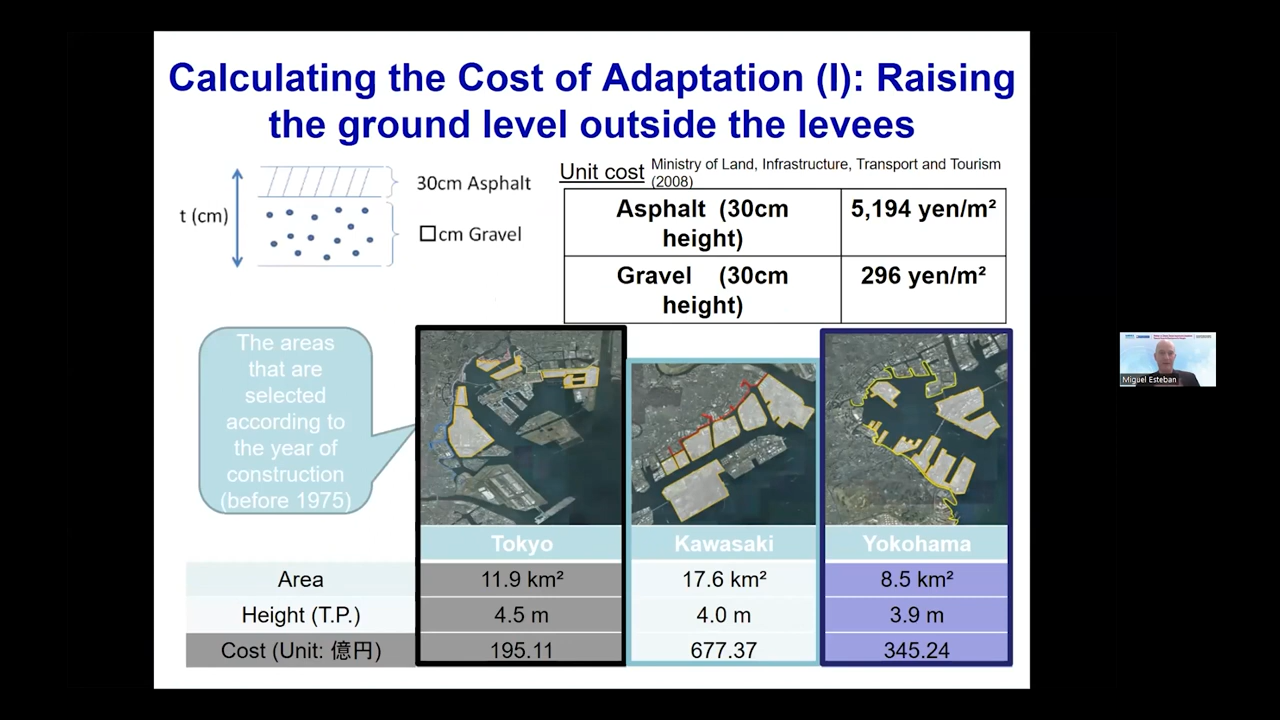 Calculating the Cost of Adaptation (I): Raising
the ground level outside the levees
t (cm)
30cm Asphalt
□cm Gravel
Unit cost
Ministry of Land, Infrastructure, Transport and Tourism
(2008)
Asphalt (30cm
height)
5,194 yen/m²
Gravel (30cm
height)
296 yen/m²
The areas
that are
selected
according to
the year of
construction
(before 1975)
Tokyo Kawasaki Yokohama
Area 11.9 km² 17.6 km² 8.5 km²
Height (T.P.) 4.5 m 4.0 m 3.9 m
Cost (Unit: 億円) 195.11 677.37 345.24
Miguel Esteban